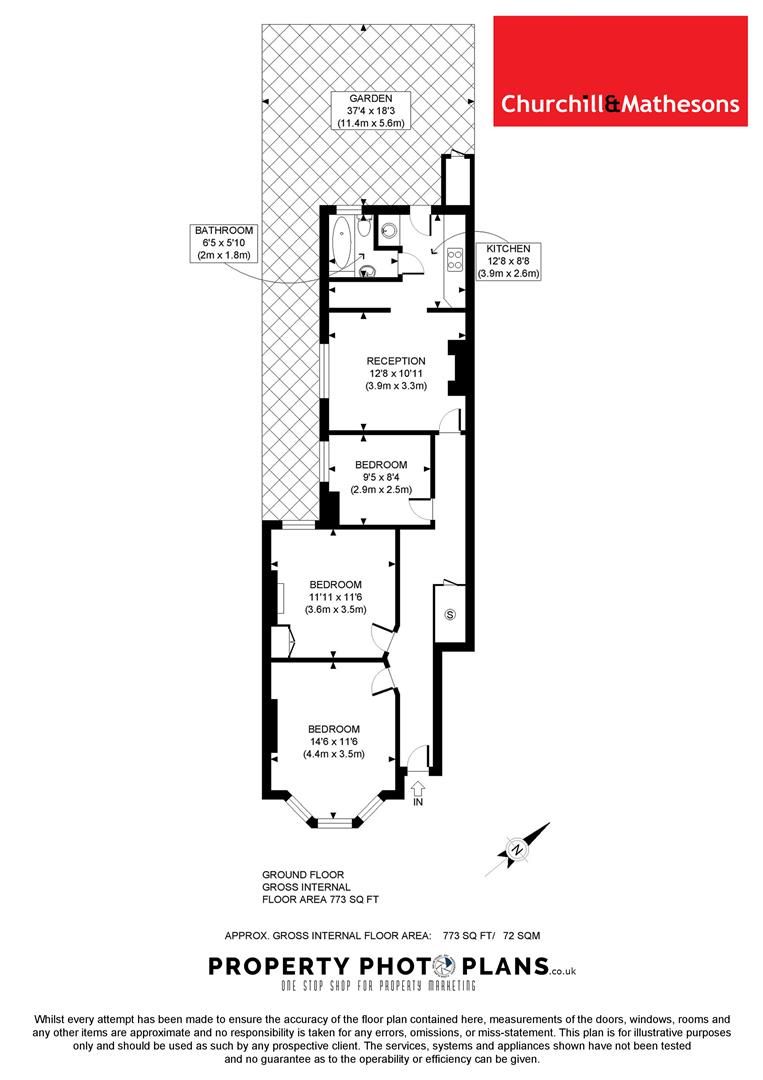 Churchill&Mathesons
GARDEN
37'4 x 18'3
(11.4m x 5.6m)
BATHROOM
6'5 x 5'10
(2m x 1.8m)
KITCHEN
12'8 x 8'8
(3.9m x 2.6m)
RECEPTION
12'8 x 10'11
(3.9m x 3.3m)
BEDROOM
9'5 x 8'4
(2.9m x 2.5m)
BEDROOM
11'11 x 11'6
(3.6m x 3.5m)
S
BEDROOM
14'6 x 11'6
(4.4m x 3.5m)
IN
N
GROUND FLOOR
GROSS INTERNAL
FLOOR AREA 773 SQ FT
APPROX. GROSS INTERNAL FLOOR AREA: 773 SQ FT/ 72 SQM
PROPERTY PHOTO PLANS.co.uk
ONE STOP SHOP FOR PROPERTY MARKETING
Whilst every attempt has been made to ensure the accuracy of the floor plan contained here, measurements of the doors, windows, rooms and
any other items are approximate and no responsibility is taken for any errors, omissions, or miss-statement. This plan is for illustrative purposes
only and should be used as such by any prospective client. The services, systems and appliances shown have not been tested
and no guarantee as to the operability or efficiency can be given.